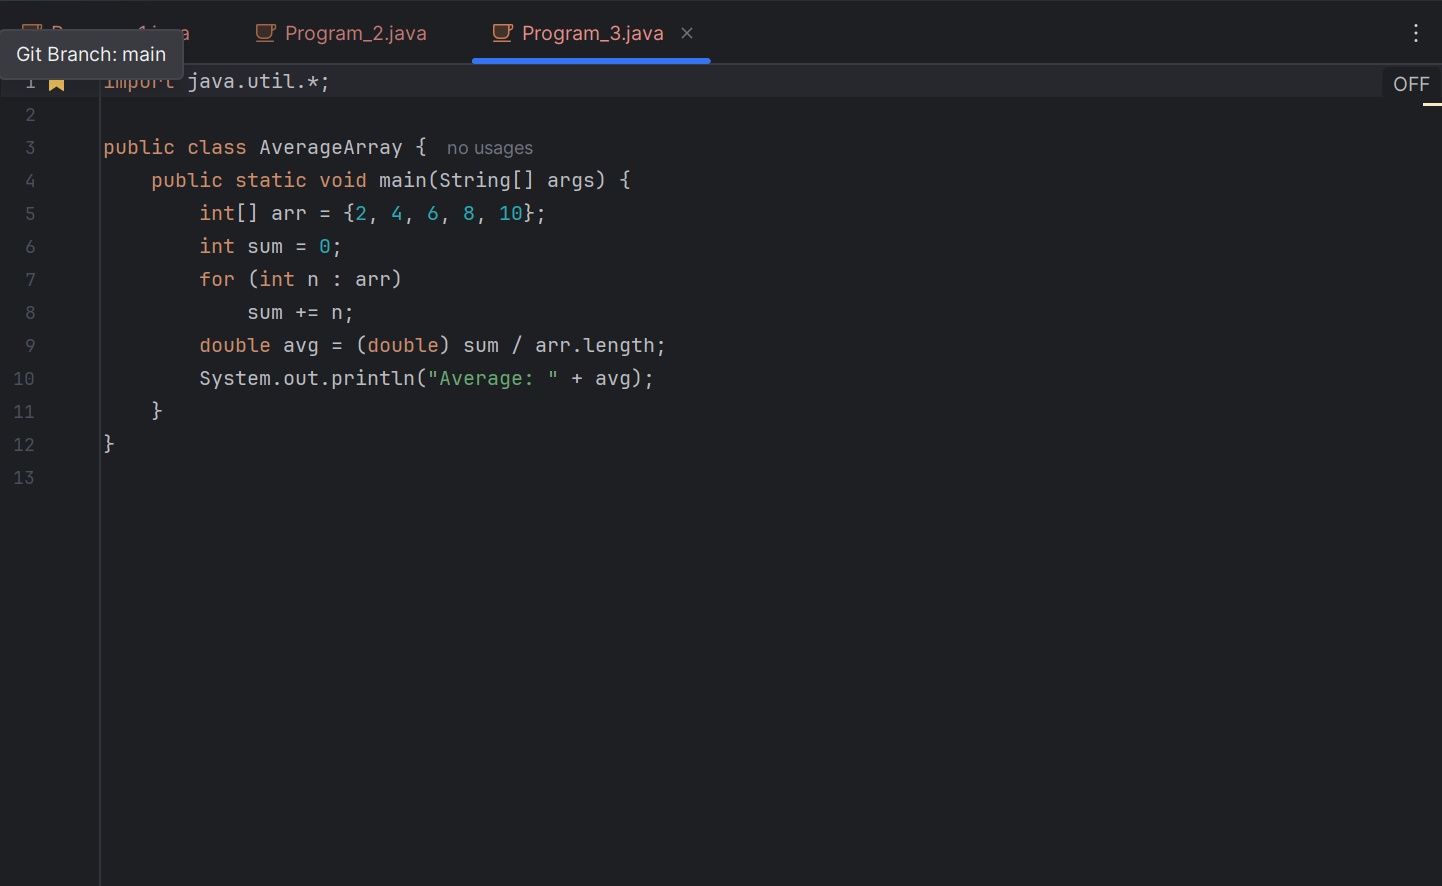 Program_2.java
Program_3.java
Git Branch: main
OFF
1 import java.util.*;
2
3 public class AverageArray { no usages
4 public static void main(String[] args) {
5 int[] arr = {2, 4, 6, 8, 10};
6 int sum = 0;
7 for (int n : arr)
8 sum += n;
9 double avg = (double) sum / arr.length;
10 System.out.println("Average: " + avg);
11 }
12 }
13